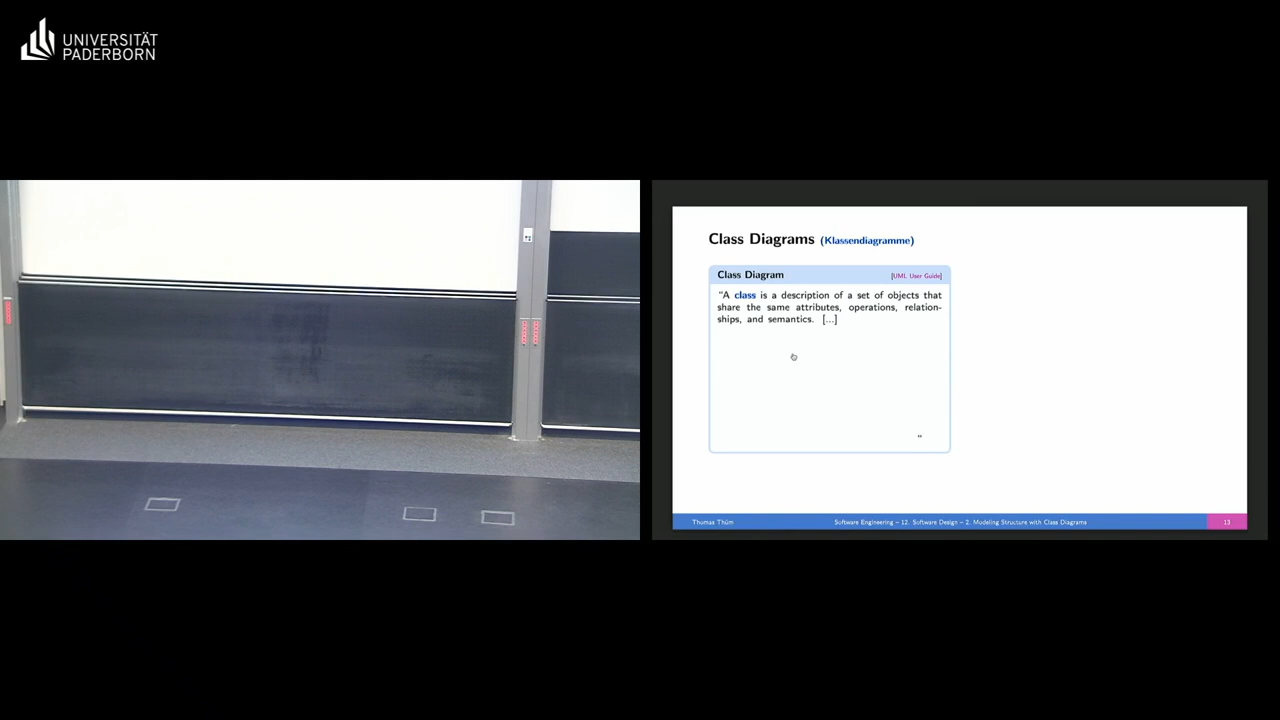 UNIVERSITÄT
PADERBORN
Class Diagrams (Klassendiagramme)
Class Diagram [UML User Guide]
"A class is a description of a set of objects that
share the same attributes, operations, relation-
ships, and semantics. [...]
"
Thomas Thüm Software Engineering – 12. Software Design – 2. Modeling Structure with Class Diagrams 13